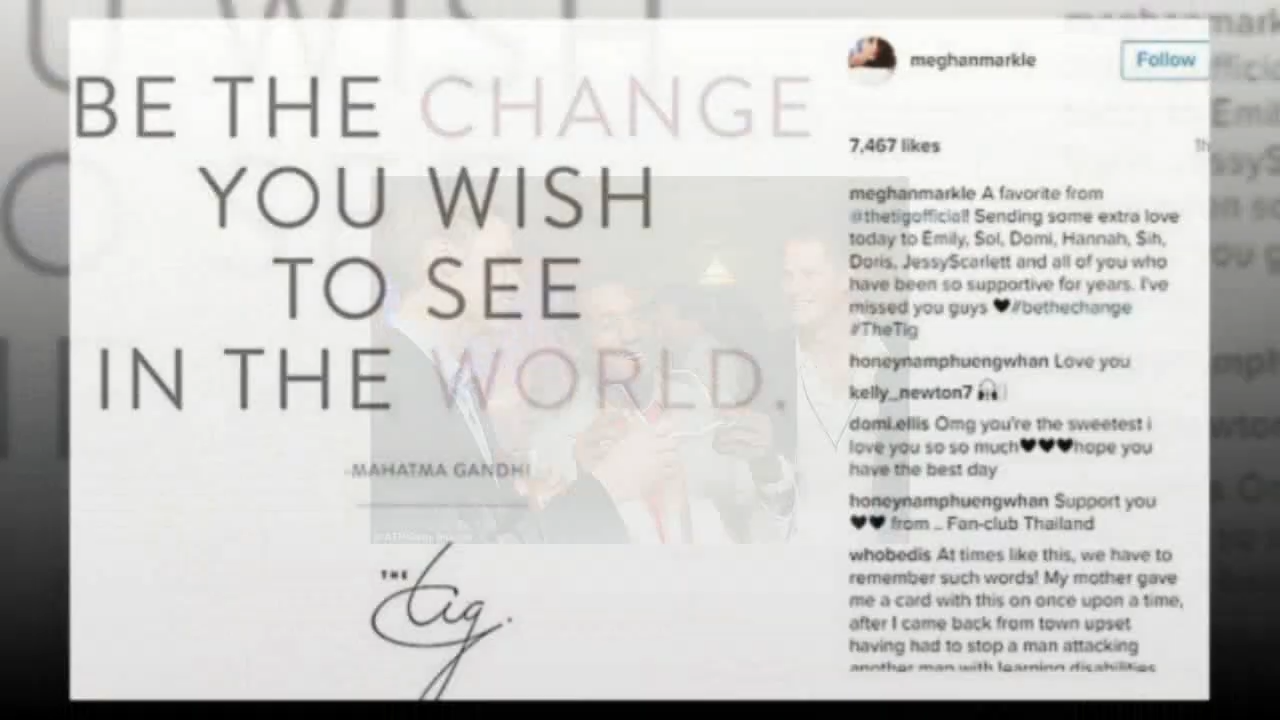 BE THE CHANGE
YOU WISH
TO SEE
IN THE WORLD.
MAHATMA GANDHI
THE
tig.
meghanmarkle
Follow
7,467 likes
1h
meghanmarkle A favorite from
@thetigofficial! Sending some extra love
today to Emily, Sol, Domi, Hannah, Sih,
Doris, JessyScarlett and all of you who
have been so supportive for years. I've
missed you guys 🖤#bethechange
#TheTig
honeynamphuengwhan Love you
kelly_newton7
domi.ellis Omg you're the sweetest i
love you so so much🖤🖤🖤hope you
have the best day
honeynamphuengwhan Support you
🖤🖤 from .. Fan-club Thailand
whobedis At times like this, we have to
remember such words! My mother gave
me a card with this on once upon a time,
after I came back from town upset
having had to stop a man attacking
another man with learning disabilities